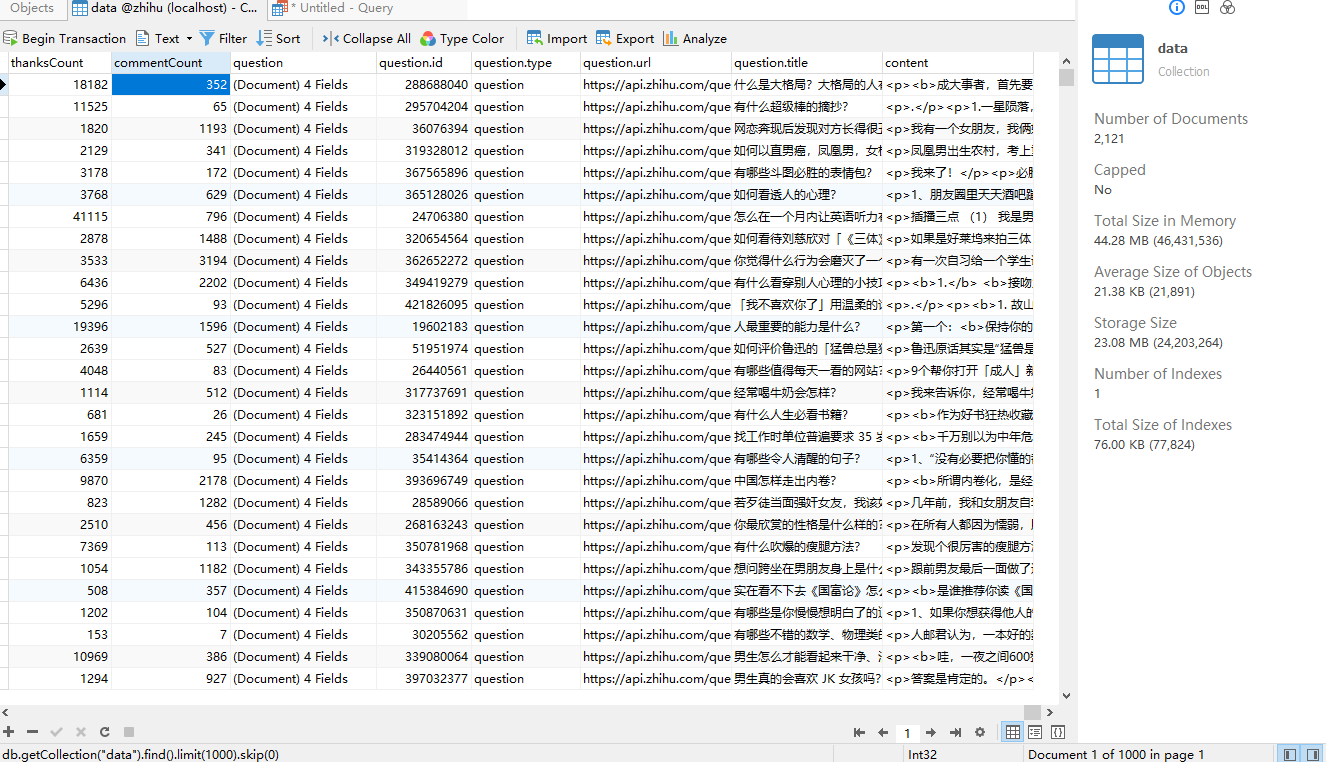 Objects
data @zhihu (localhost) - C...
* Untitled - Query
Begin Transaction Text Filter Sort Collapse All Type Color Import Export Analyze
thanksCount commentCount question question.id question.type question.url question.title content
18182 352 (Document) 4 Fields 288688040 question https://api.zhihu.com/que 什么是大格局？大格局的人 <p><b>成大事者，首先要
11525 65 (Document) 4 Fields 295704204 question https://api.zhihu.com/que 有什么超级棒的摘抄? <p>.</p><p>1.一星陨落，
1820 1193 (Document) 4 Fields 36076394 question https://api.zhihu.com/que 网恋奔现后发现对方长得很 <p>我有一个女朋友，我俩
2129 341 (Document) 4 Fields 319328012 question https://api.zhihu.com/que 如何以直男癌，凤凰男，女 <p>凤凰男出生农村，考上
3178 172 (Document) 4 Fields 367565896 question https://api.zhihu.com/que 有哪些斗图必胜的表情包? <p>我来了！</p><p>必
3768 629 (Document) 4 Fields 365128026 question https://api.zhihu.com/que 如何看透人的心理? <p>1、朋友圈里天天酒吧
41115 796 (Document) 4 Fields 24706380 question https://api.zhihu.com/que 怎么在一个月内让英语听力 <p>插播三点 （1） 我是男
2878 1488 (Document) 4 Fields 320654564 question https://api.zhihu.com/que 如何看待刘慈欣对「《三体》 <p>如果是好莱坞来拍三体
3533 3194 (Document) 4 Fields 362652272 question https://api.zhihu.com/que 你觉得什么行为会磨灭了一 <p>有一次自习给一个学生
6436 2202 (Document) 4 Fields 349419279 question https://api.zhihu.com/que 有什么看穿别人心理的小技 <p><b>1.</b> <b>接吻
5296 93 (Document) 4 Fields 421826095 question https://api.zhihu.com/que 「我不喜欢你了」用温柔的 <p>.</p><p><b>1. 故山
19396 1596 (Document) 4 Fields 19602183 question https://api.zhihu.com/que 人最重要的能力是什么? <p>第一个：<b>保持你的
2639 527 (Document) 4 Fields 51951974 question https://api.zhihu.com/que 如何评价鲁迅的「猛兽总是 <p>鲁迅原话其实是“猛兽是
4048 83 (Document) 4 Fields 26440561 question https://api.zhihu.com/que 有哪些值得每天一看的网站? <p>9个帮你打开「成人」新
1114 512 (Document) 4 Fields 317737691 question https://api.zhihu.com/que 经常喝牛奶会怎样? <p>我来告诉你，经常喝牛
681 26 (Document) 4 Fields 323151892 question https://api.zhihu.com/que 有什么人生必看书籍? <p><b>作为好书狂热收藏
1659 245 (Document) 4 Fields 283474944 question https://api.zhihu.com/que 找工作时单位普遍要求 35 岁 <p><b>千万别以为中年危
6359 95 (Document) 4 Fields 35414364 question https://api.zhihu.com/que 有哪些令人清醒的句子? <p>1、“没有必要把你懂的
9870 2178 (Document) 4 Fields 393696749 question https://api.zhihu.com/que 中国怎样走出内卷? <p><b>所谓内卷化，是经
823 1282 (Document) 4 Fields 28589066 question https://api.zhihu.com/que 若歹徒当面强奸女友，我该 <p>几年前，我和女朋友自
2510 456 (Document) 4 Fields 268163243 question https://api.zhihu.com/que 你最欣赏的性格是什么样的? <p>在所有人都因为懦弱，
7369 113 (Document) 4 Fields 350781968 question https://api.zhihu.com/que 有什么吹爆的瘦腿方法? <p>发现个很厉害的瘦腿方
1054 1182 (Document) 4 Fields 343355786 question https://api.zhihu.com/que 想问跨坐在男朋友身上是什 <p>跟前男友最后一面做了
508 357 (Document) 4 Fields 415384690 question https://api.zhihu.com/que 实在看不下去《国富论》怎 <p><b>是谁推荐你读《国
1202 104 (Document) 4 Fields 350870631 question https://api.zhihu.com/que 有哪些是你慢慢想明白了的 <p>1、如果你想获得他人的
153 7 (Document) 4 Fields 30205562 question https://api.zhihu.com/que 有哪些不错的数学、物理类的 <p>人邮君认为，一本好的
10969 386 (Document) 4 Fields 339080064 question https://api.zhihu.com/que 男生怎么才能看起来干净、 <p><b>哇，一夜之间600
1294 927 (Document) 4 Fields 397032377 question https://api.zhihu.com/que 男生真的会喜欢 JK 女孩吗? <p>答案是肯定的。</p><
1
db.getCollection("data").find().limit(1000).skip(0)
Int32
Document 1 of 1000 in page 1
DDL
data
Collection
Number of Documents
2,121
Capped
No
Total Size in Memory
44.28 MB (46,431,536)
Average Size of Objects
21.38 KB (21,891)
Storage Size
23.08 MB (24,203,264)
Number of Indexes
1
Total Size of Indexes
76.00 KB (77,824)